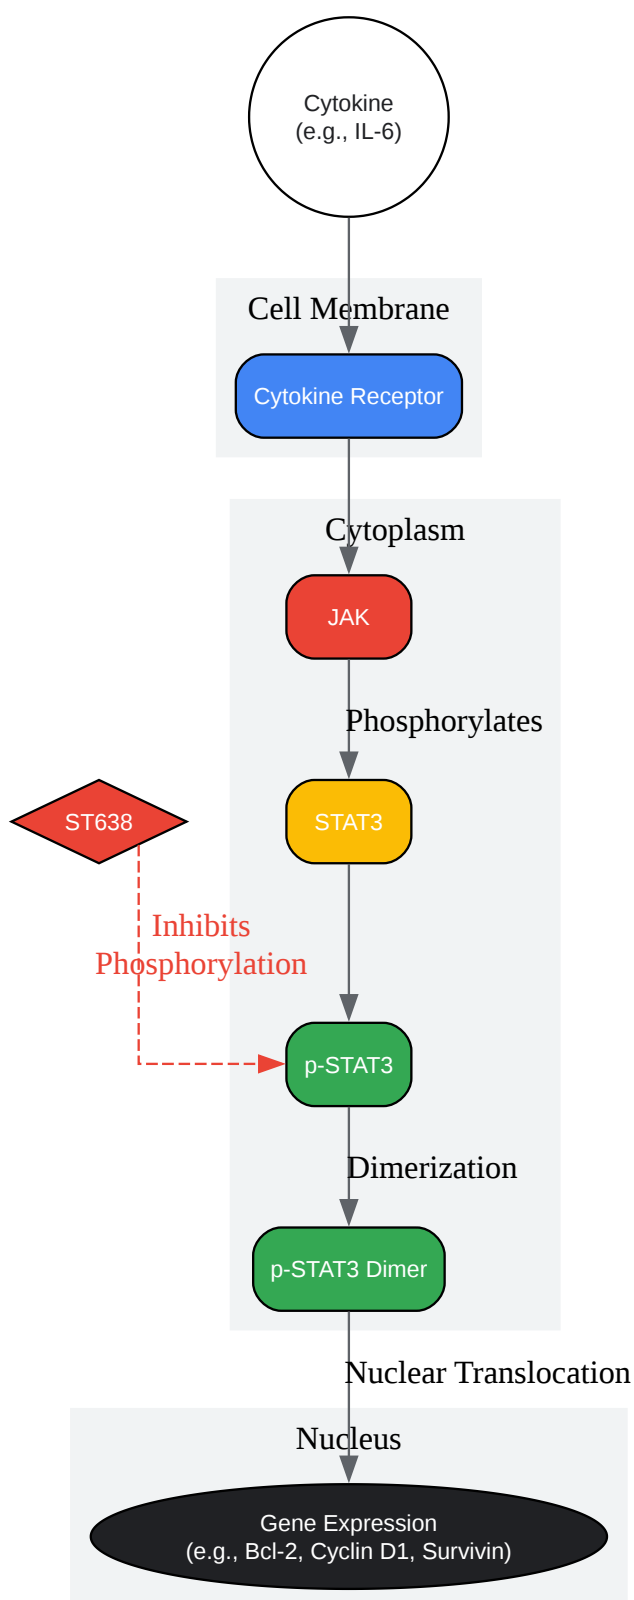 Cytokine
(e.g., IL-6)
Cell Membrane
Cytokine Receptor
Cytoplasm
JAK
Phosphorylates
ST638
STAT3
Inhibits
Phosphorylation
p-STAT3
Dimerization
p-STAT3 Dimer
Nuclear Translocation
Nucleus
Gene Expression
(e.g., Bcl-2, Cyclin D1, Survivin)